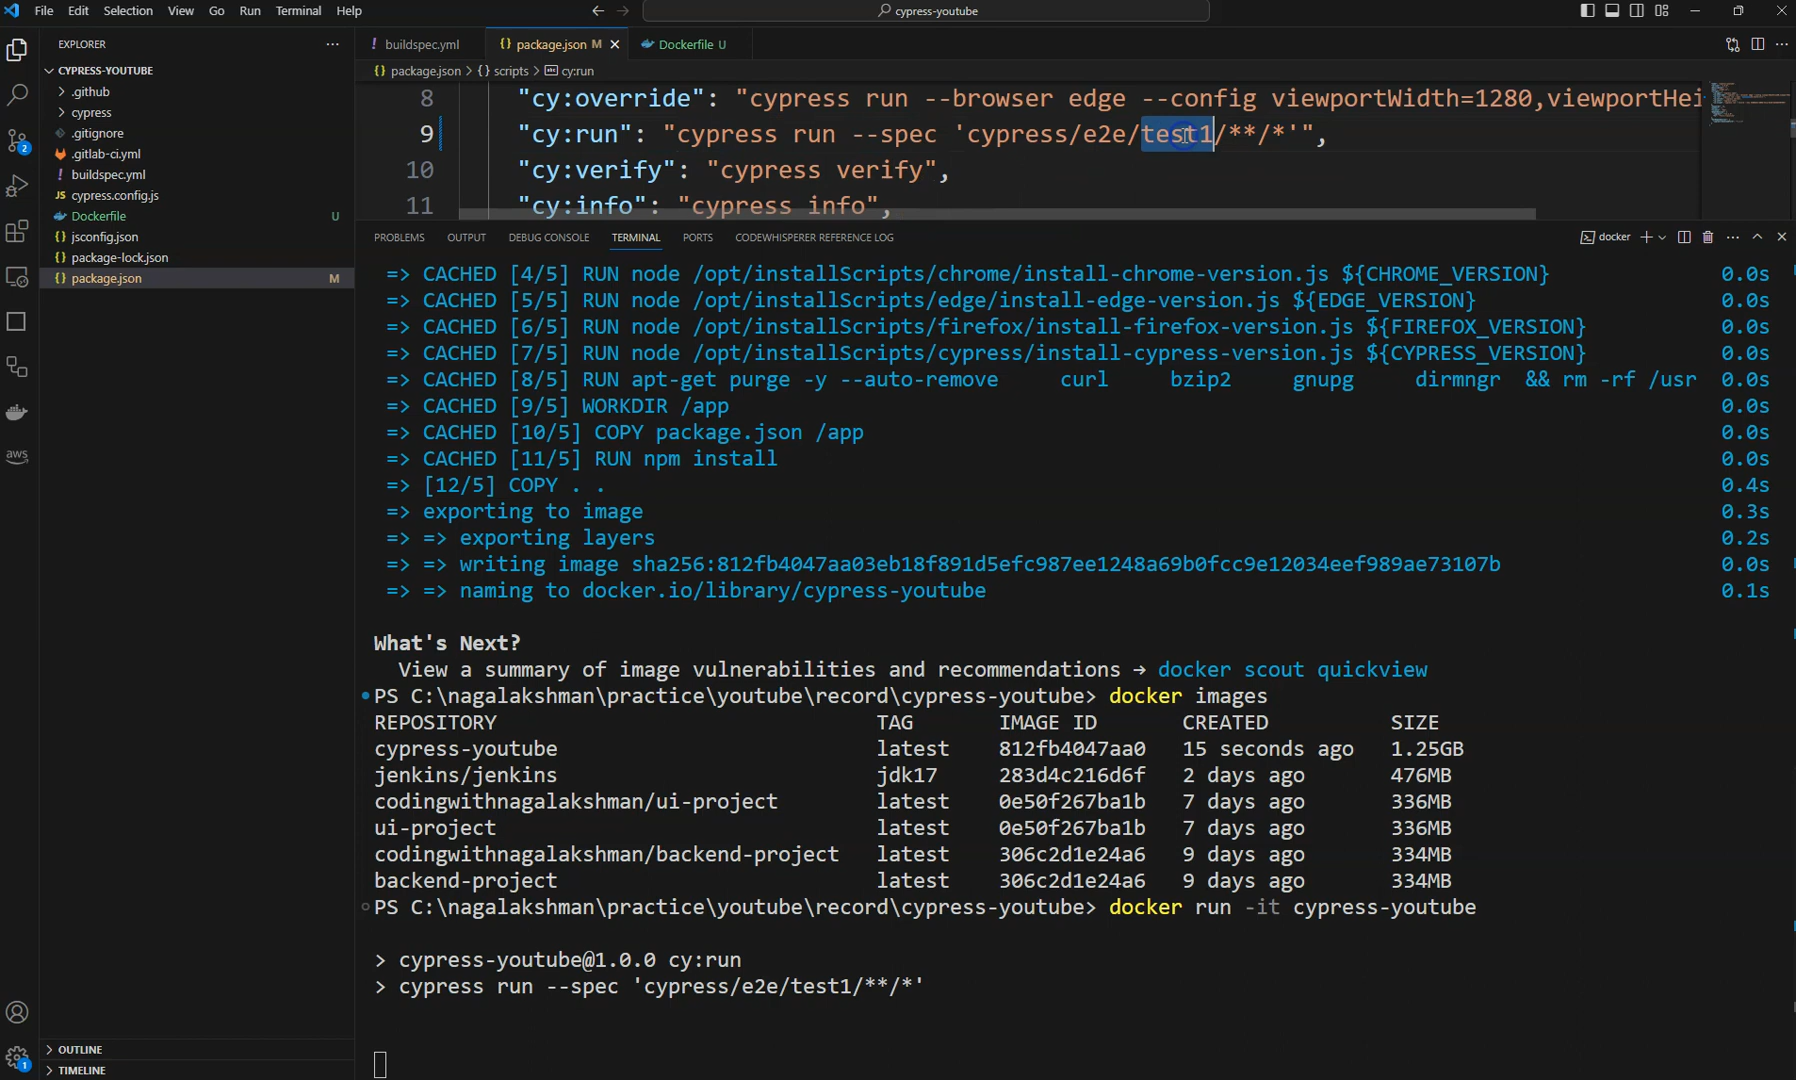 File Edit Selection View Go Run Terminal Help
cypress-youtube
EXPLORER
CYPRESS-YOUTUBE
.github
cypress
.gitignore
.gitlab-ci.yml
! buildspec.yml
JS cypress.config.js
Dockerfile U
{} jsconfig.json
{} package-lock.json
{} package.json M
OUTLINE
TIMELINE
2
aws
1
! buildspec.yml {} package.json M Dockerfile U
{} package.json > {} scripts > cy:run
8 "cy:override": "cypress run --browser edge --config viewportWidth=1280,viewportHei
9 "cy:run": "cypress run --spec 'cypress/e2e/test1/**/*'",
10 "cy:verify": "cypress verify",
11 "cy:info": "cypress info",
PROBLEMS OUTPUT DEBUG CONSOLE TERMINAL PORTS CODEWHISPERER REFERENCE LOG
docker
=> CACHED [4/5] RUN node /opt/installScripts/chrome/install-chrome-version.js ${CHROME_VERSION} 0.0s
=> CACHED [5/5] RUN node /opt/installScripts/edge/install-edge-version.js ${EDGE_VERSION} 0.0s
=> CACHED [6/5] RUN node /opt/installScripts/firefox/install-firefox-version.js ${FIREFOX_VERSION} 0.0s
=> CACHED [7/5] RUN node /opt/installScripts/cypress/install-cypress-version.js ${CYPRESS_VERSION} 0.0s
=> CACHED [8/5] RUN apt-get purge -y --auto-remove curl bzip2 gnupg dirmngr && rm -rf /usr 0.0s
=> CACHED [9/5] WORKDIR /app 0.0s
=> CACHED [10/5] COPY package.json /app 0.0s
=> CACHED [11/5] RUN npm install 0.0s
=> [12/5] COPY . . 0.4s
=> exporting to image 0.3s
=> => exporting layers 0.2s
=> => writing image sha256:812fb4047aa03eb18f891d5efc987ee1248a69b0fcc9e12034eef989ae73107b 0.0s
=> => naming to docker.io/library/cypress-youtube 0.1s
What's Next?
View a summary of image vulnerabilities and recommendations → docker scout quickview
PS C:\nagalakshman\practice\youtube\record\cypress-youtube> docker images
REPOSITORY TAG IMAGE ID CREATED SIZE
cypress-youtube latest 812fb4047aa0 15 seconds ago 1.25GB
jenkins/jenkins jdk17 283d4c216d6f 2 days ago 476MB
codingwithnagalakshman/ui-project latest 0e50f267ba1b 7 days ago 336MB
ui-project latest 0e50f267ba1b 7 days ago 336MB
codingwithnagalakshman/backend-project latest 306c2d1e24a6 9 days ago 334MB
backend-project latest 306c2d1e24a6 9 days ago 334MB
PS C:\nagalakshman\practice\youtube\record\cypress-youtube> docker run -it cypress-youtube
> cypress-youtube@1.0.0 cy:run
> cypress run --spec 'cypress/e2e/test1/**/*'